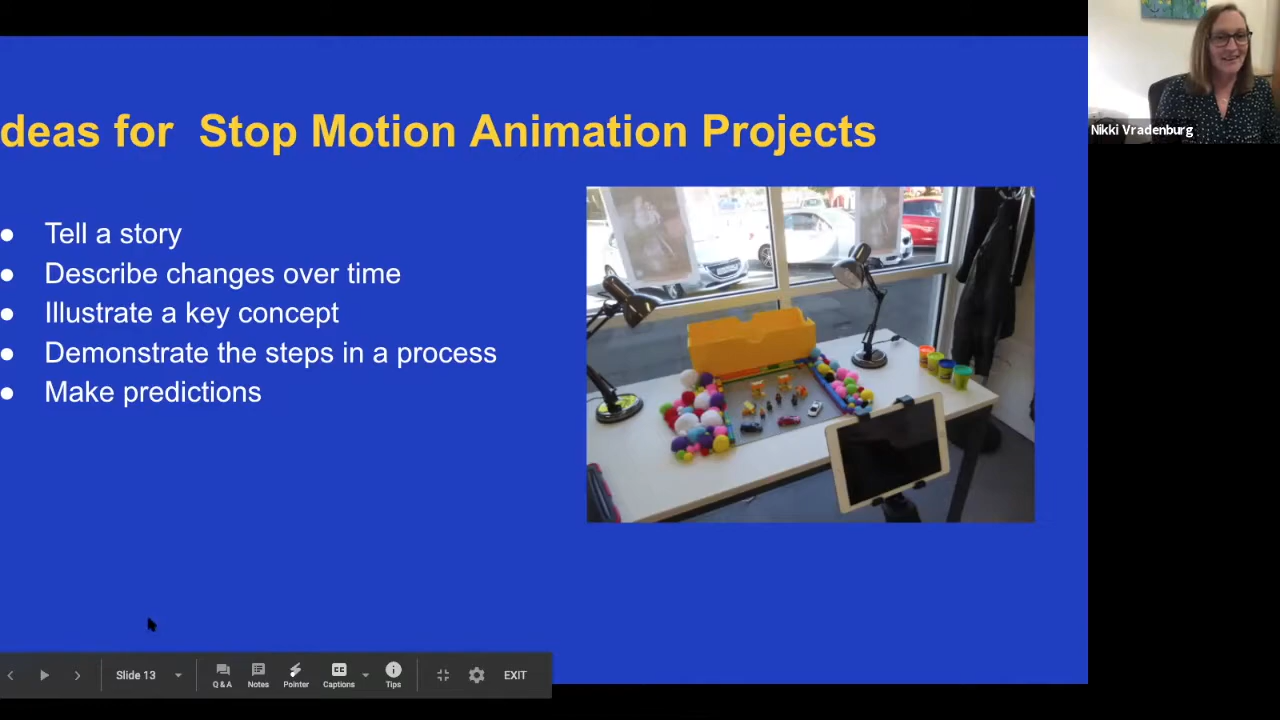 deas for Stop Motion Animation Projects
Nikki Vradenburg
● Tell a story
● Describe changes over time
● Illustrate a key concept
● Demonstrate the steps in a process
● Make predictions
Slide 13
Q & A
Notes
Pointer
CC
Captions
Tips
EXIT